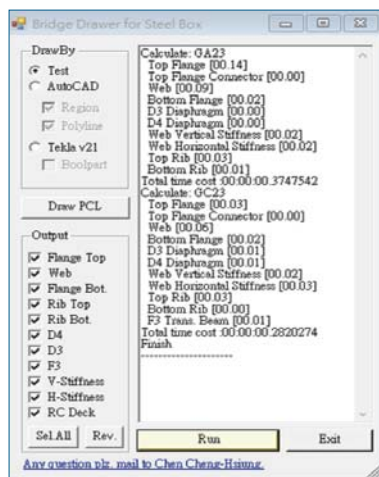 Bridge Drawer for Steel Box
DrawBy
Test
AutoCAD
Region
Polyline
Tekla v21
Boolpart
Draw PCL
Output
Flange Top
Web
Flange Bot.
Rib Top
Rib Bot.
D4
D3
F3
V-Stiffness
H-Stiffness
RC Deck
Sel.All
Rev.
Calculate: GA23
Top Flange [00.14]
Top Flange Connector [00.00]
Web [00.09]
Bottom Flange [00.02]
D3 Diaphragm [00.00]
D4 Diaphragm [00.00]
Web Vertical Stiffness [00.02]
Web Horizontal Stiffness [00.02]
Top Rib [00.03]
Bottom Rib [00.01]
Total time cost :00:00:00.3747542
Calculate: GC23
Top Flange [00.03]
Top Flange Connector [00.00]
Web [00.06]
Bottom Flange [00.02]
D3 Diaphragm [00.01]
D4 Diaphragm [00.01]
Web Vertical Stiffness [00.02]
Web Horizontal Stiffness [00.03]
Top Rib [00.03]
Bottom Rib [00.00]
F3 Trans. Beam [00.01]
Total time cost :00:00:00.2820274
Finish
--------------------
Run
Exit
Any question plz. mail to Chen Cheng-Hsiung.